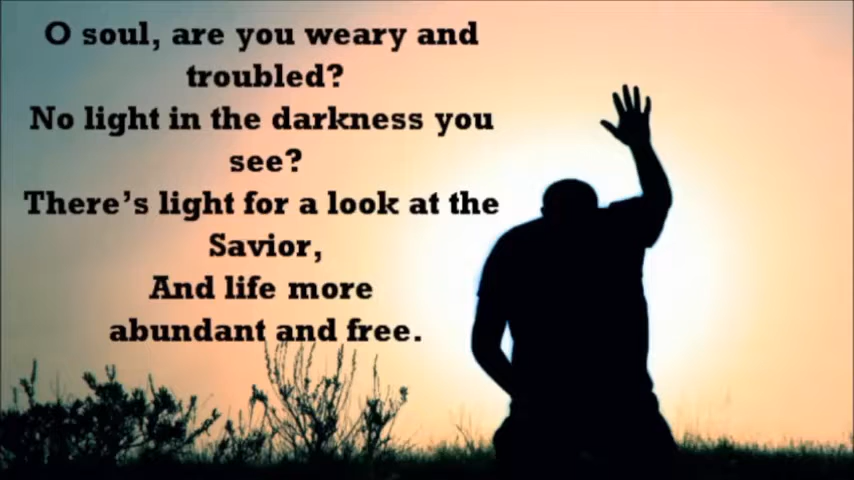 O soul, are you weary and
troubled?
No light in the darkness you
see?
There's light for a look at the
Savior,
And life more
abundant and free.